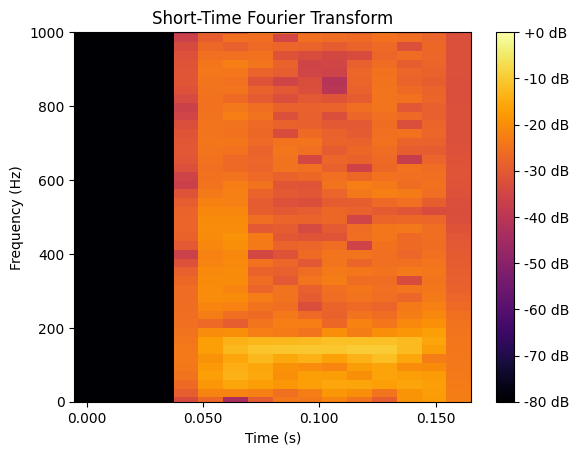 Short-Time Fourier Transform
1000
800
600
400
200
0
Frequency (Hz)
0.000
0.050
0.100
0.150
Time (s)
+0 dB
-10 dB
-20 dB
-30 dB
-40 dB
-50 dB
-60 dB
-70 dB
-80 dB